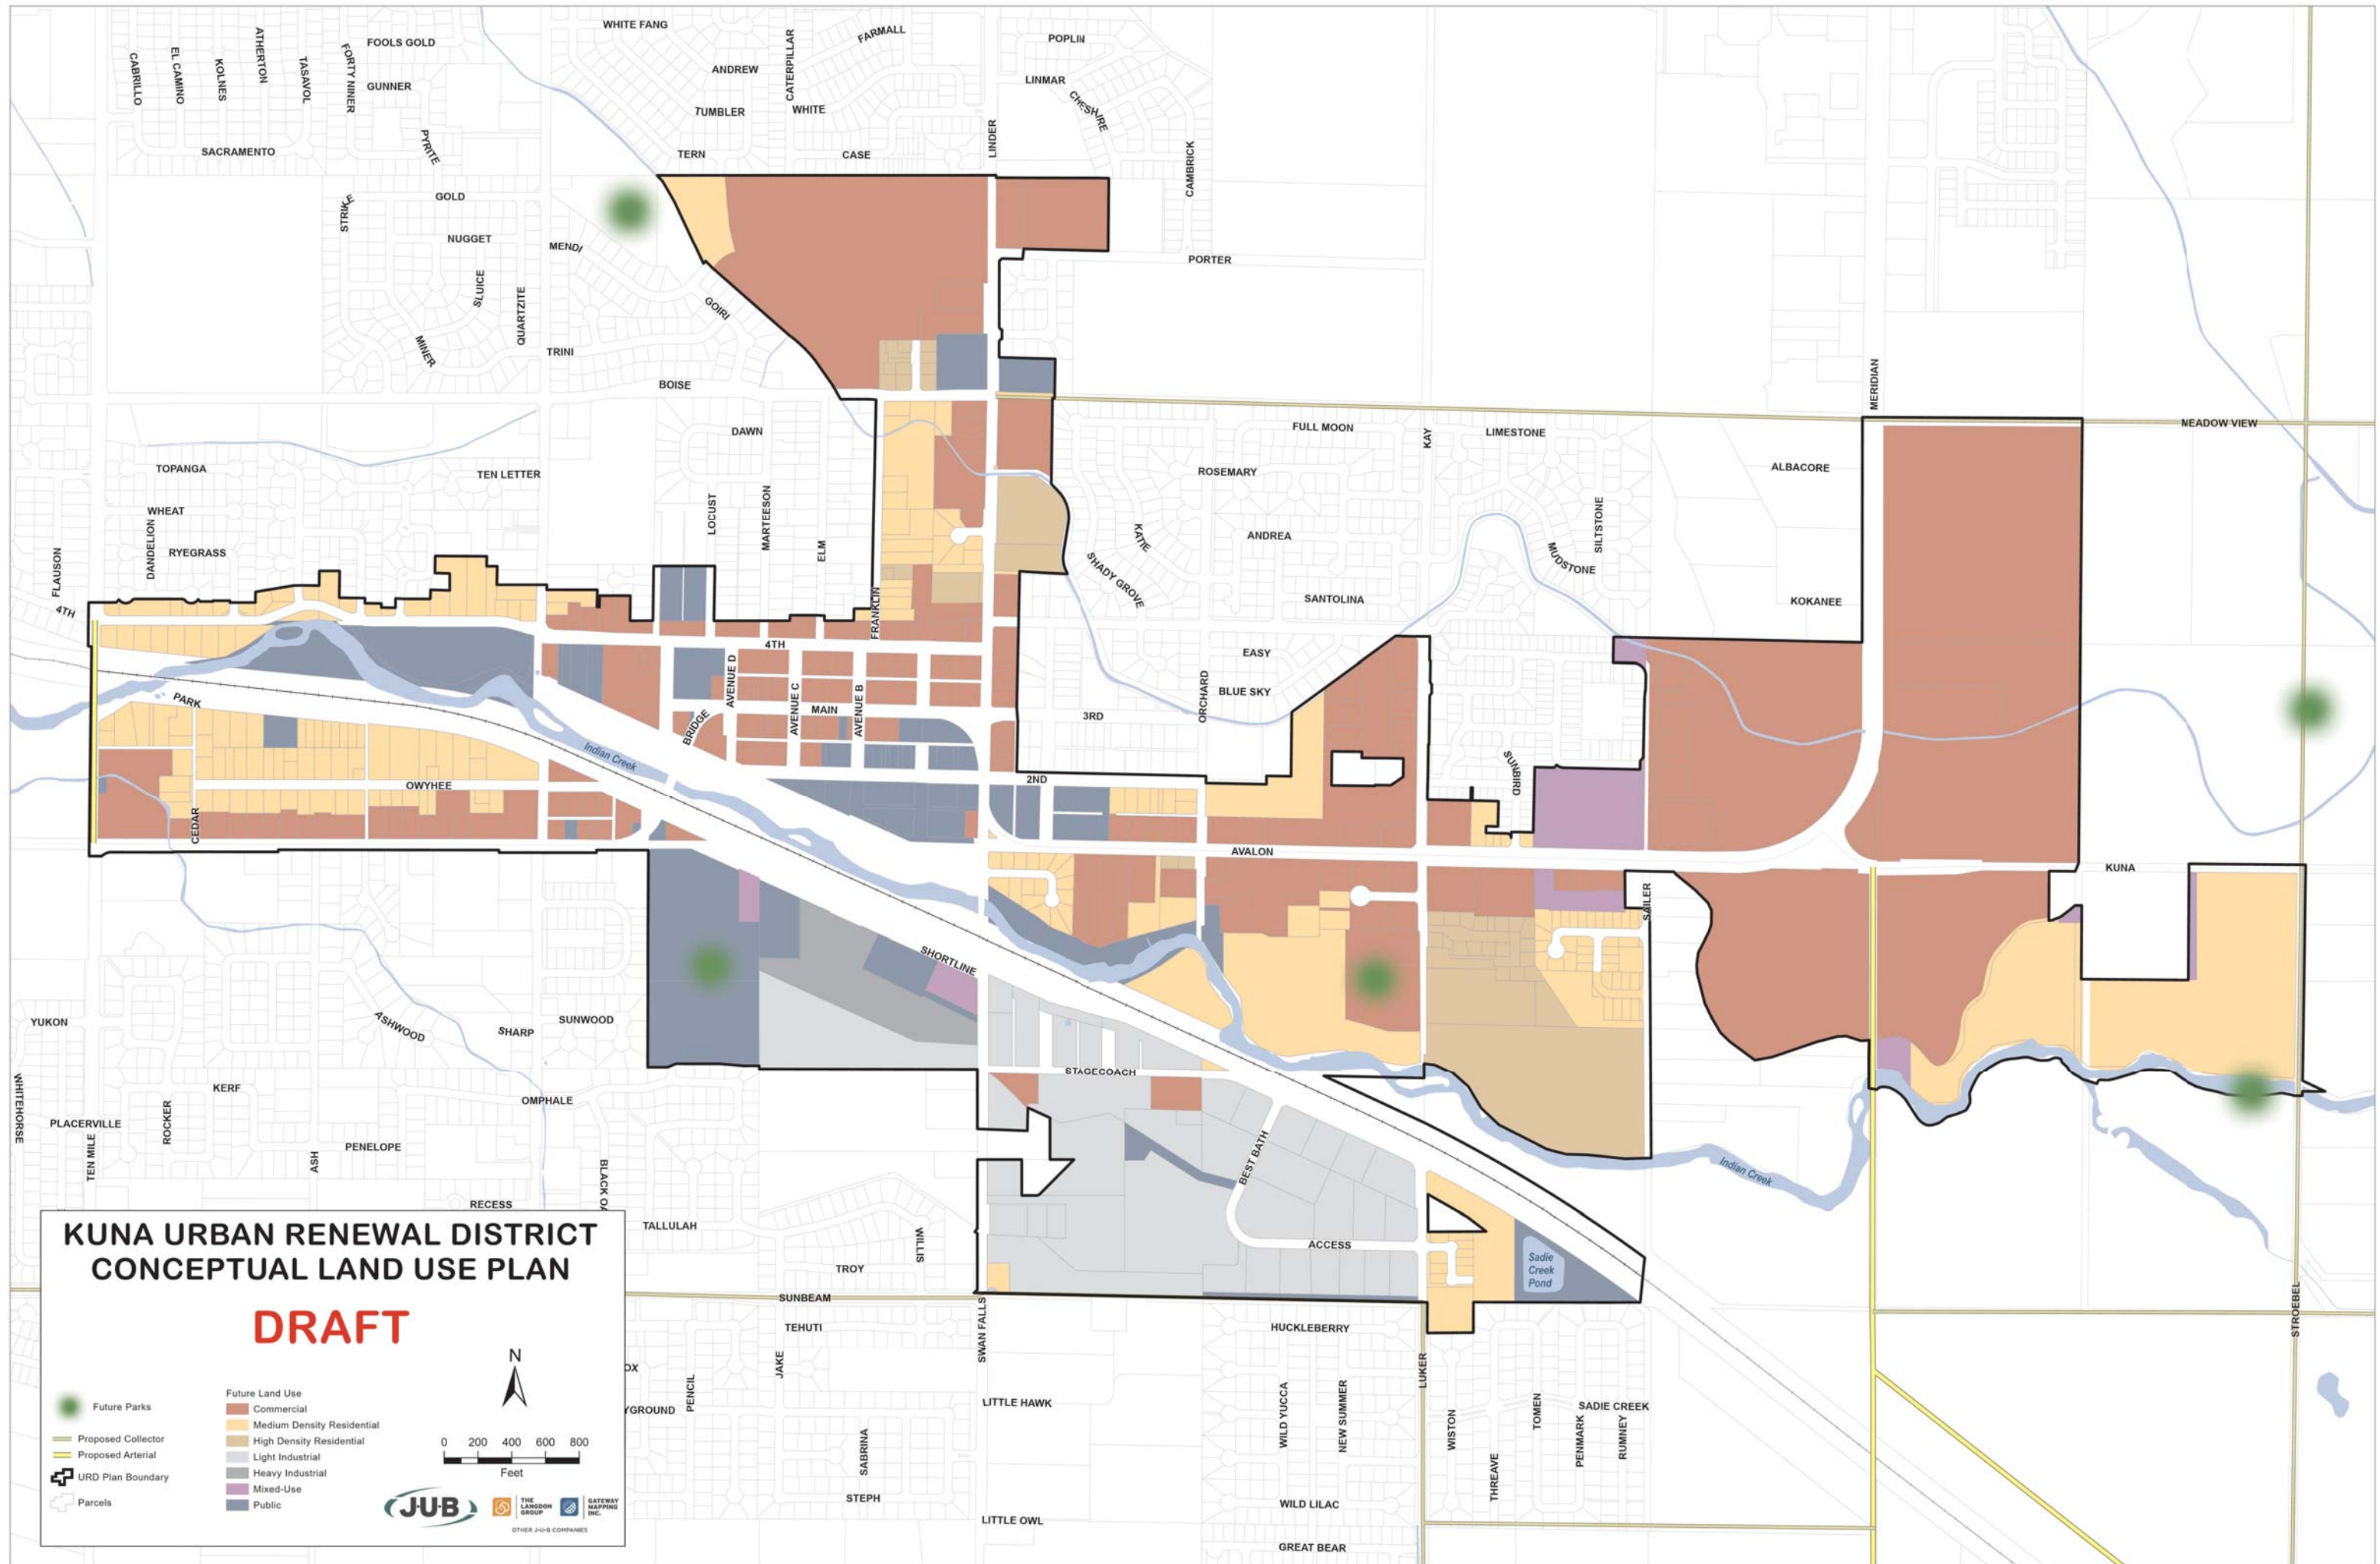 WHITE FANG
FARMALL
POPLIN
CABRILLO
EL CAMINO
KOLNES
ATHERTON
TASAVOL
FORTY NINER
FOOLS GOLD
GUNNER
ANDREW
CATERPILLAR
LINMAR
TUMBLER
WHITE
CHESHIRE
SACRAMENTO
PYRITE
TERN
CASE
LINDER
CAMBRICK
STRIKE
GOLD
NUGGET
MENDI
SLUICE
QUARTZITE
GOIRI
PORTER
MINER
TRINI
BOISE
MERIDIAN
DAWN
FULL MOON
KAY
LIMESTONE
MEADOW VIEW
TOPANGA
TEN LETTER
ROSEMARY
ALBACORE
WHEAT
DANDELION
RYEGRASS
LOCUST
MARTEESON
ELM
KATIE
ANDREA
SILTSTONE
MUDSTONE
FLAUSON
4TH
FRANKLIN
SHADY GROVE
SANTOLINA
KOKANEE
4TH
AVENUE D
AVENUE C
AVENUE B
EASY
ORCHARD
BLUE SKY
PARK
BRIDGE
MAIN
3RD
Indian Creek
SUNBIRD
OWYHEE
2ND
CEDAR
AVALON
KUNA
SAILER
SHORTLINE
YUKON
ASHWOOD
SHARP
SUNWOOD
STAGECOACH
WHITEHORSE
KERF
OMPHALE
PLACERVILLE
ROCKER
TEN MILE
ASH
PENELOPE
BLACK OA
BEST BATH
Indian Creek
RECESS
TALLULAH
WILLIS
ACCESS
TROY
Sadie
Creek
Pond
SUNBEAM
SWAN FALLS
STROEBEL
TEHUTI
HUCKLEBERRY
JAKE
LUKER
OX
YGROUND
PENCIL
LITTLE HAWK
WILD YUCCA
NEW SUMMER
WISTON
TOMEN
SADIE CREEK
PENMARK
RUMNEY
SABRINA
THREAVE
STEPH
WILD LILAC
LITTLE OWL
GREAT BEAR
KUNA URBAN RENEWAL DISTRICT
CONCEPTUAL LAND USE PLAN
DRAFT
N
Future Parks
Proposed Collector
Proposed Arterial
URD Plan Boundary
Parcels
Future Land Use
Commercial
Medium Density Residential
High Density Residential
Light Industrial
Heavy Industrial
Mixed-Use
Public
0 200 400 600 800
Feet
J·U·B
THE
LANGDON
GROUP
GATEWAY
MAPPING
INC.
OTHER J-U-B COMPANIES